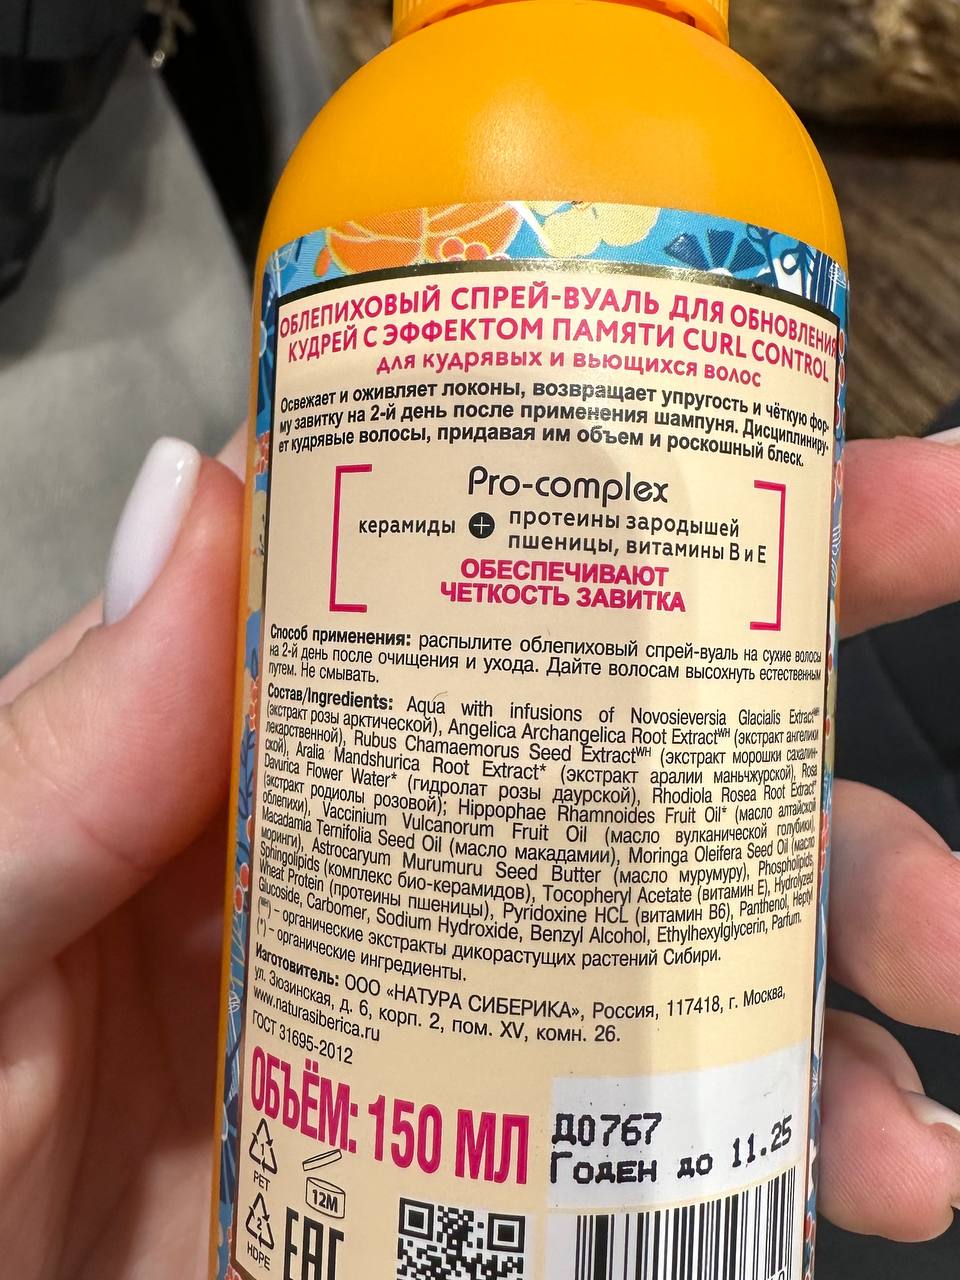 ОБЛЕПИХОВЫЙ СПРЕЙ-ВУАЛЬ ДЛЯ ОБНОВЛЕНИЯ
КУДРЕЙ С ЭФФЕКТОМ ПАМЯТИ CURL CONTROL
для кудрявых и вьющихся волос
Освежает и оживляет локоны, возвращает упругость и чёткую фор-
му завитку на 2-й день после применения шампуня. Дисциплиниру-
ет кудрявые волосы, придавая им объем и роскошный блеск.
Pro-complex
керамиды + протеины зародышей
пшеницы, витамины В и Е
ОБЕСПЕЧИВАЮТ
ЧЕТКОСТЬ ЗАВИТКА
Способ применения: распылите облепиховый спрей-вуаль на сухие волосы
на 2-й день после очищения и ухода. Дайте волосам высохнуть естественным
путем. Не смывать.
Состав/Ingredients: Aqua with infusions of Novosieversia Glacialis Extractᵂᴴ
(экстракт розы арктической), Angelica Archangelica Root Extractᵂᴴ (экстракт ангелики
лекарственной), Rubus Chamaemorus Seed Extractᵂᴴ (экстракт морошки сахалин-
ской), Aralia Mandshurica Root Extract* (экстракт аралии маньчжурской), Rosa
Davurica Flower Water* (гидролат розы даурской), Rhodiola Rosea Root Extractᵂᴴ
(экстракт родиолы розовой); Hippophae Rhamnoides Fruit Oil* (масло алтайской
облепихи), Vaccinium Vulcanorum Fruit Oil (масло вулканической голубики),
Macadamia Ternifolia Seed Oil (масло макадамии), Moringa Oleifera Seed Oil (масло
моринги), Astrocaryum Murumuru Seed Butter (масло мурумуру), Phospholipids,
Sphingolipids (комплекс био-керамидов), Tocopheryl Acetate (витамин Е), Hydrolyzed
Wheat Protein (протеины пшеницы), Pyridoxine HCL (витамин В6), Panthenol, Heptyl
Glucoside, Carbomer, Sodium Hydroxide, Benzyl Alcohol, Ethylhexylglycerin, Parfum.
(ᵂᴴ) – органические экстракты дикорастущих растений Сибири.
(*) – органические ингредиенты.
Изготовитель: ООО «НАТУРА СИБЕРИКА», Россия, 117418, г. Москва,
ул. Зюзинская, д. 6, корп. 2, пом. XV, комн. 26.
www.naturasiberica.ru
ГОСТ 31695-2012
ОБЪЁМ: 150 МЛ
Д0767
Годен до 11.25
1
PET
12M
2
HDPE
EAC